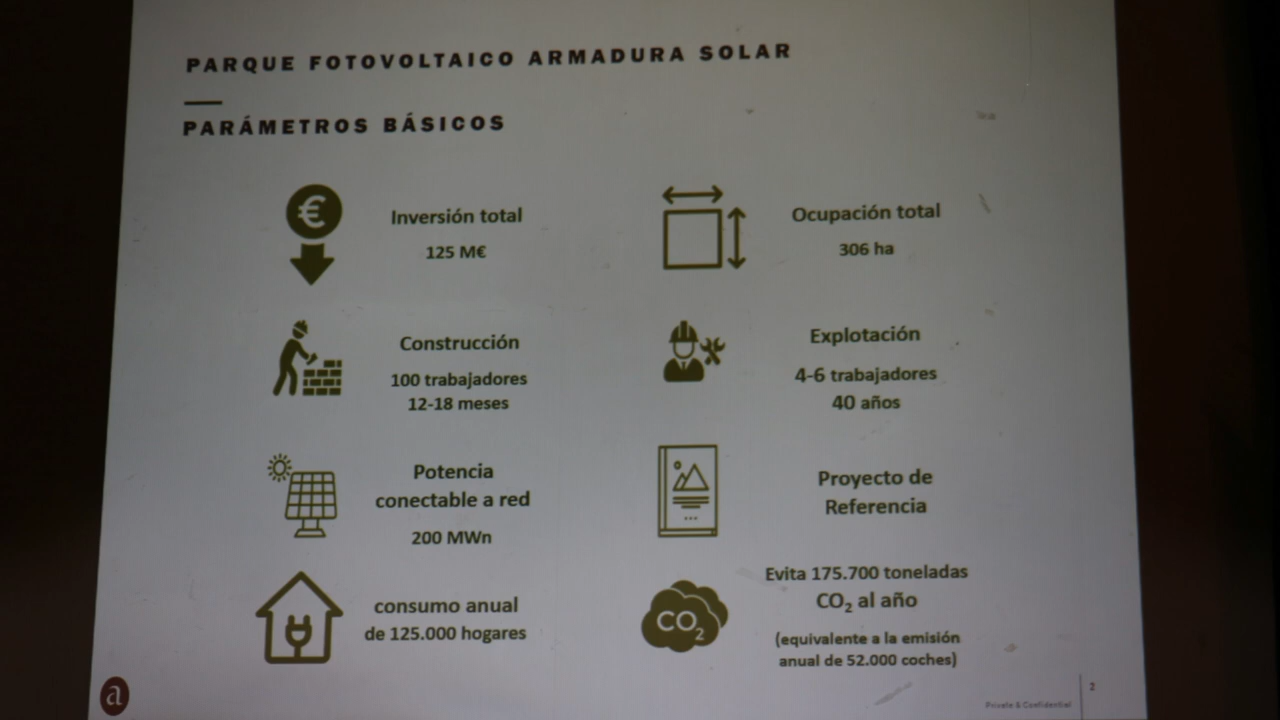 PARQUE FOTOVOLTAICO ARMADURA SOLAR
PARÁMETROS BÁSICOS
€
Inversión total
125 M€
Ocupación total
306 ha
Construcción
100 trabajadores
12-18 meses
Explotación
4-6 trabajadores
40 años
Potencia
conectable a red
200 MWn
Proyecto de
Referencia
consumo anual
de 125.000 hogares
CO₂
Evita 175.700 toneladas
CO₂ al año
(equivalente a la emisión
anual de 52.000 coches)
a
Private & Confidential
2